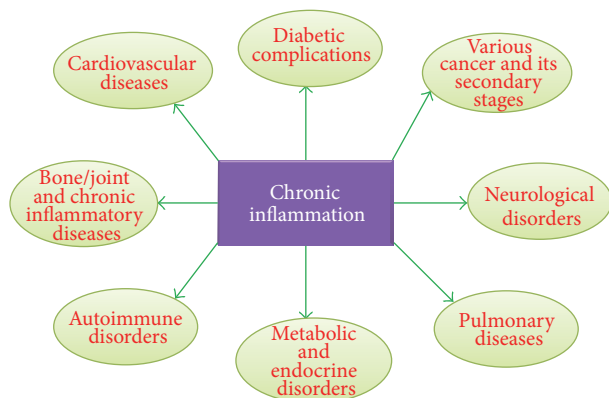 Cardiovascular
diseases
Diabetic
complications
Various
cancer and its
secondary
stages
Bone/joint
and chronic
inflammatory
diseases
Chronic
inflammation
Neurological
disorders
Autoimmune
disorders
Metabolic
and
endocrine
disorders
Pulmonary
diseases